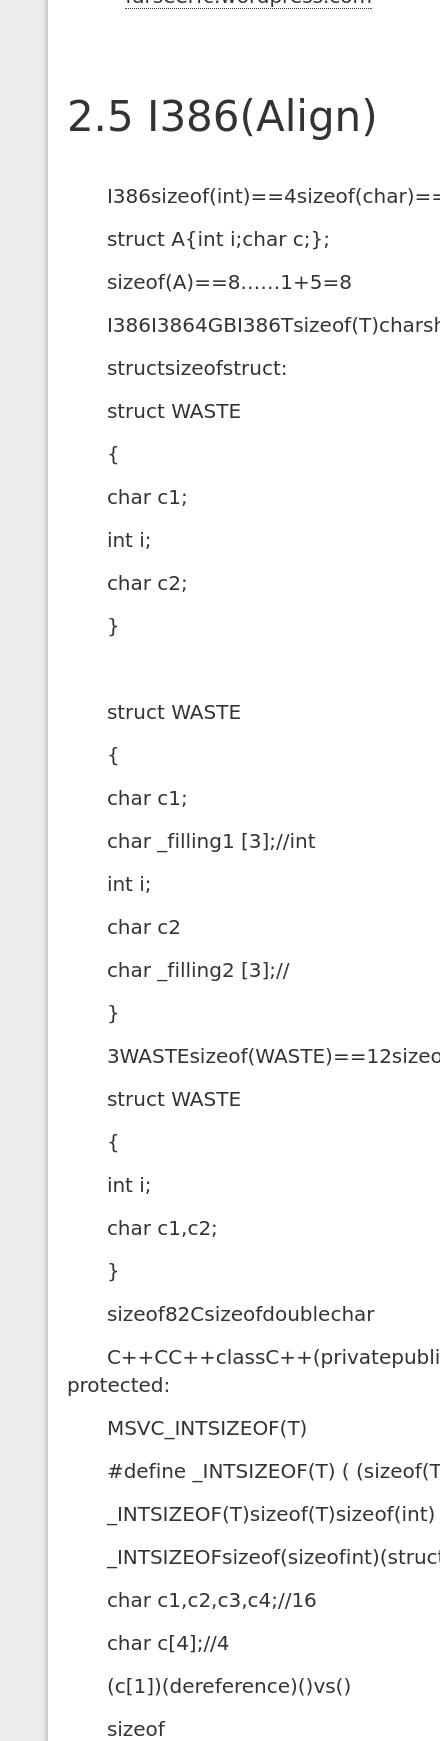 farseerfc.wordpress.com
2.5 I386(Align)
I386sizeof(int)==4sizeof(char)==
struct A{int i;char c;};
sizeof(A)==8……1+5=8
I386I3864GBI386Tsizeof(T)charsh
structsizeofstruct:
struct WASTE
{
char c1;
int i;
char c2;
}
struct WASTE
{
char c1;
char _filling1 [3];//int
int i;
char c2
char _filling2 [3];//
}
3WASTEsizeof(WASTE)==12sizeo
struct WASTE
{
int i;
char c1,c2;
}
sizeof82Csizeofdoublechar
C++CC++classC++(privatepubli
protected:
MSVC_INTSIZEOF(T)
#define _INTSIZEOF(T) ( (sizeof(T
_INTSIZEOF(T)sizeof(T)sizeof(int)
_INTSIZEOFsizeof(sizeofint)(struct
char c1,c2,c3,c4;//16
char c[4];//4
(c[1])(dereference)()vs()
sizeof